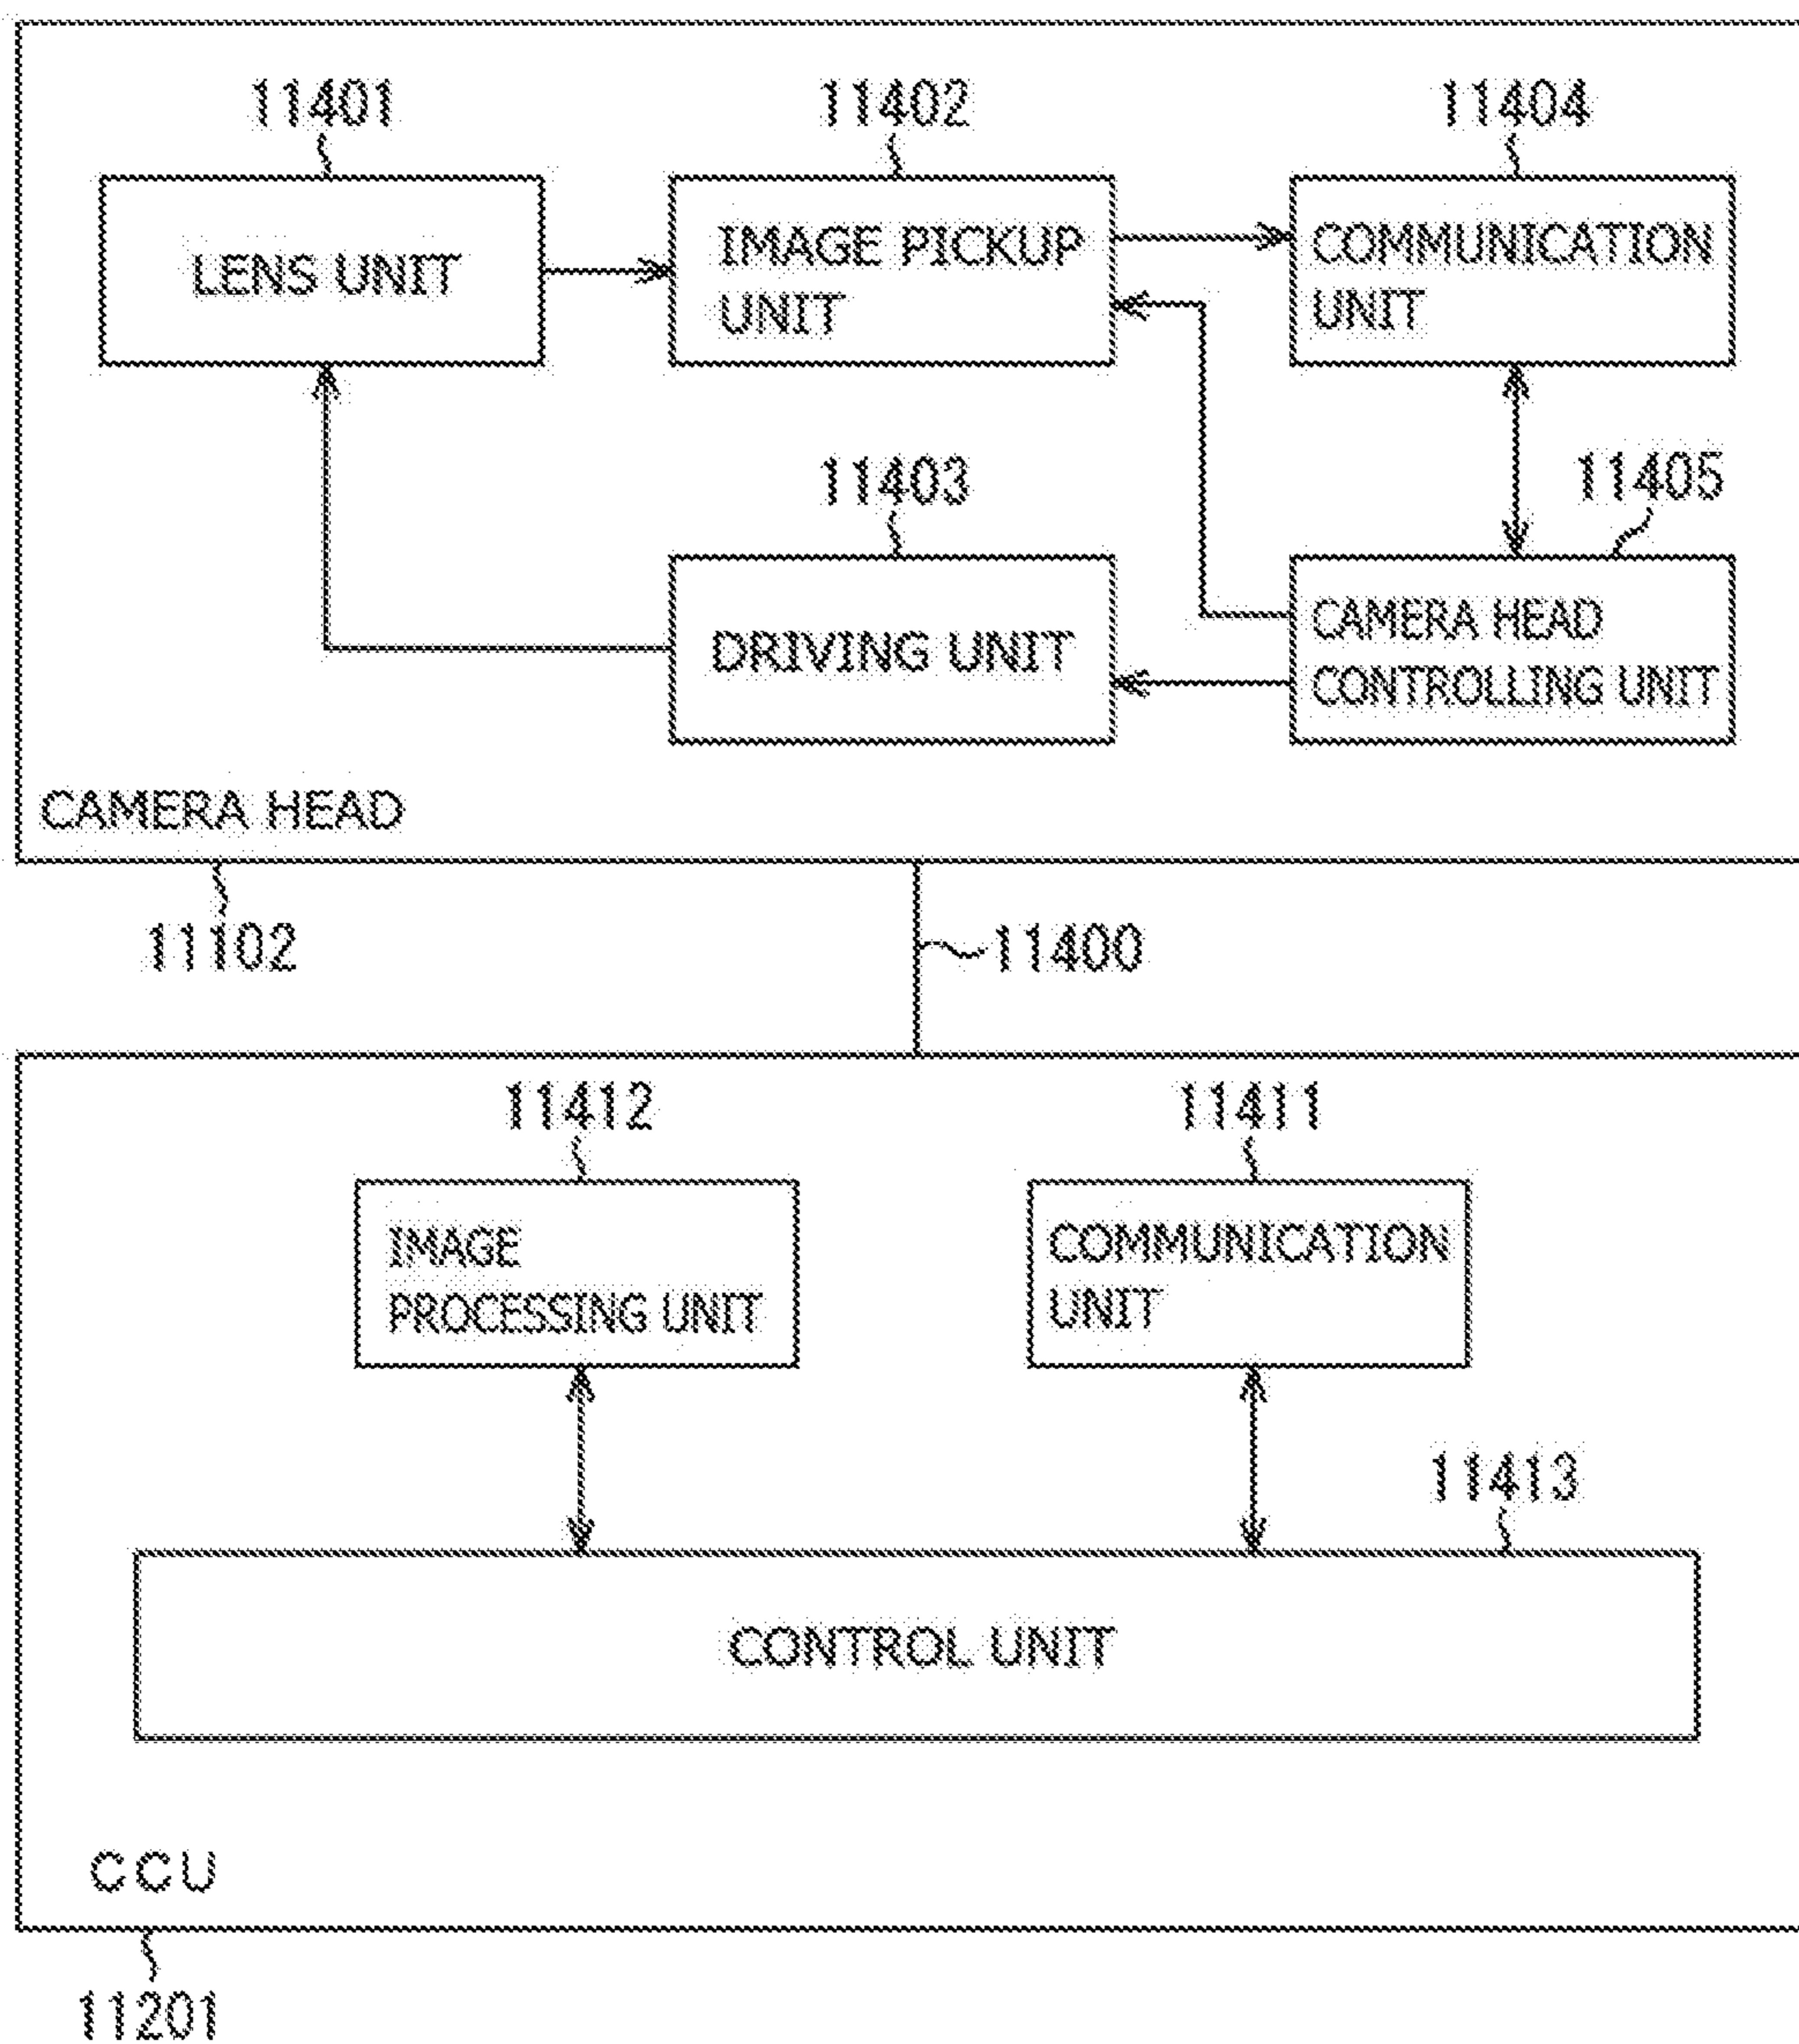 11401
11402
11404
LENS UNIT
IMAGE PICKUP
UNIT
COMMUNICATION
UNIT
11403
11405
DRIVING UNIT
CAMERA HEAD
CONTROLLING UNIT
CAMERA HEAD
11102
11400
11412
11411
IMAGE
PROCESSING UNIT
COMMUNICATION
UNIT
11413
CONTROL UNIT
CCU
11201